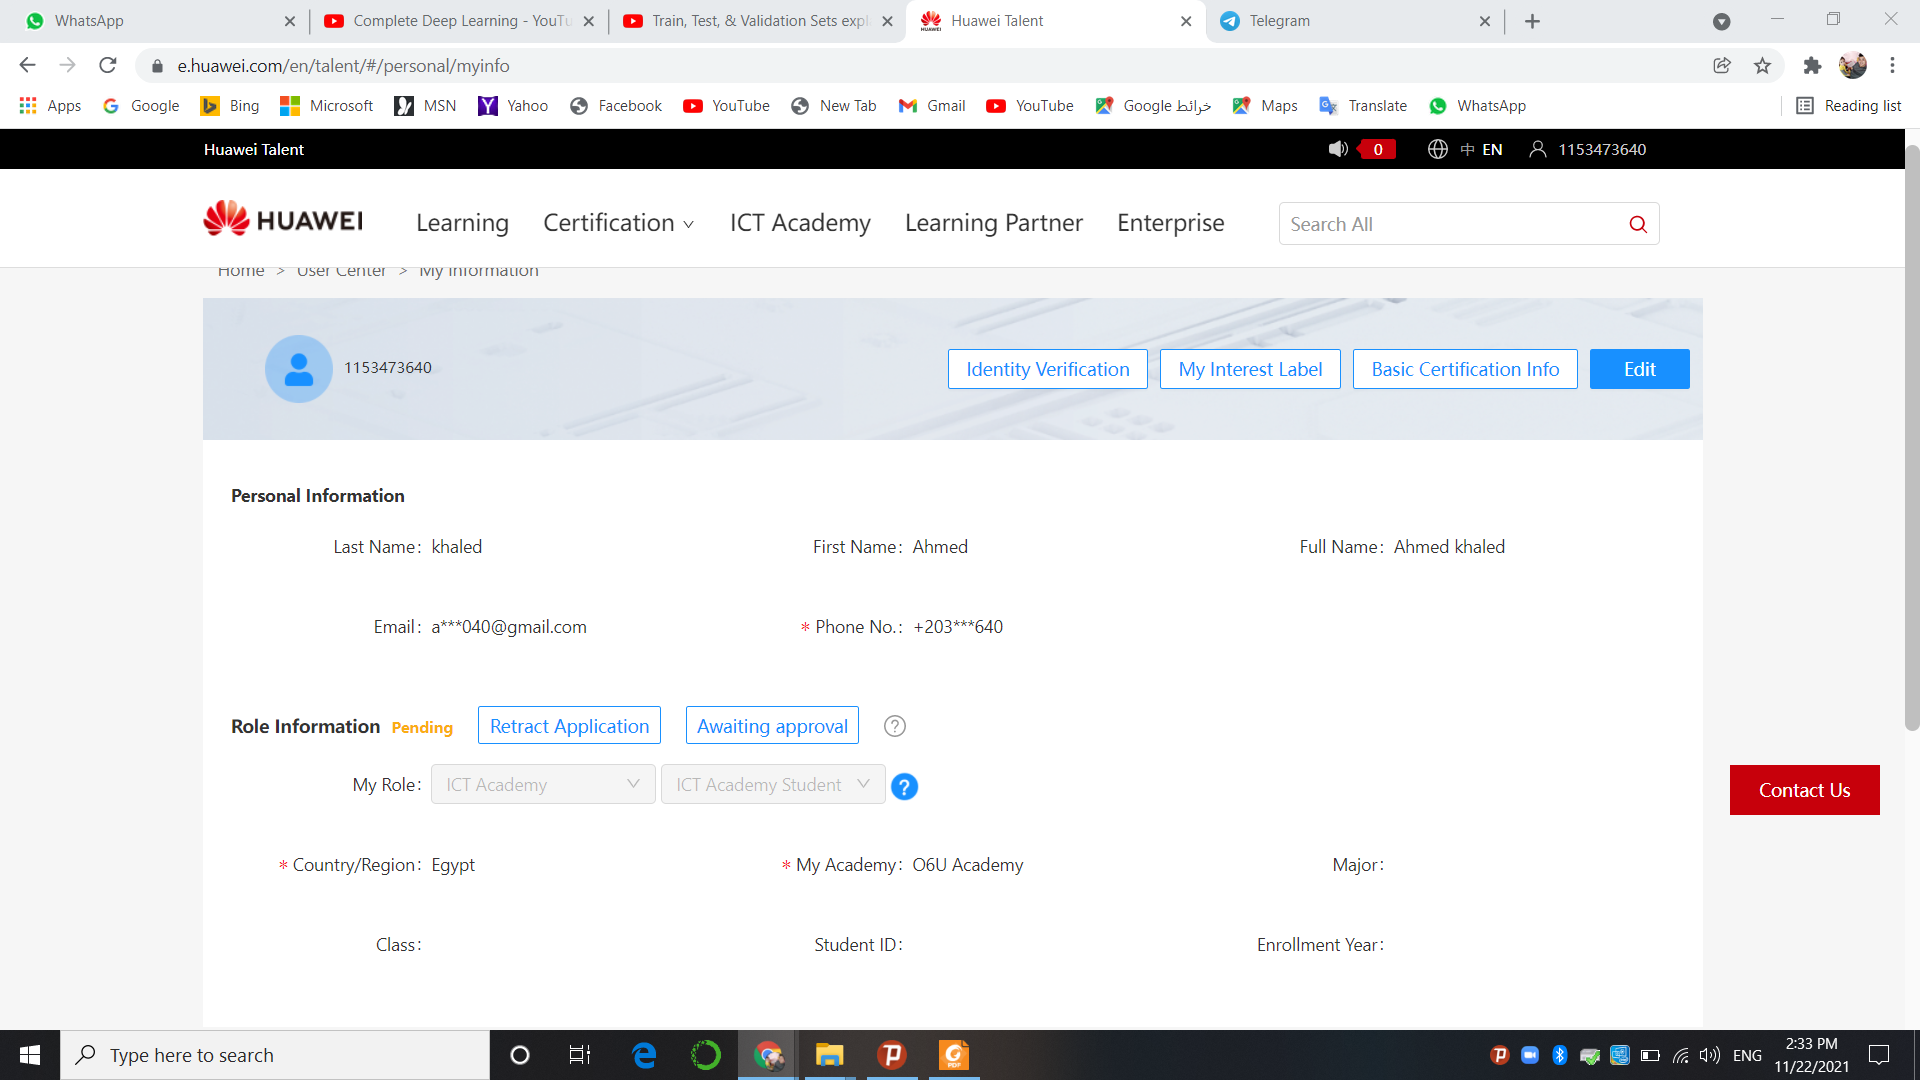 WhatsApp
Complete Deep Learning - YouTu
Train, Test, & Validation Sets expl
Huawei Talent
Telegram
e.huawei.com/en/talent/#/personal/myinfo
Apps Google Bing Microsoft MSN Yahoo Facebook YouTube New Tab Gmail YouTube خرائط Google Maps Translate WhatsApp Reading list
Huawei Talent 0 中 EN 1153473640
HUAWEI Learning Certification ICT Academy Learning Partner Enterprise Search All
Home > User Center > My Information
1153473640 Identity Verification My Interest Label Basic Certification Info Edit
Personal Information
Last Name: khaled First Name: Ahmed Full Name: Ahmed khaled
Email: a***040@gmail.com * Phone No.: +203***640
Role Information Pending Retract Application Awaiting approval ?
My Role: ICT Academy ICT Academy Student ?
Contact Us
* Country/Region: Egypt * My Academy: O6U Academy Major:
Class: Student ID: Enrollment Year:
Type here to search ENG 2:33 PM
11/22/2021